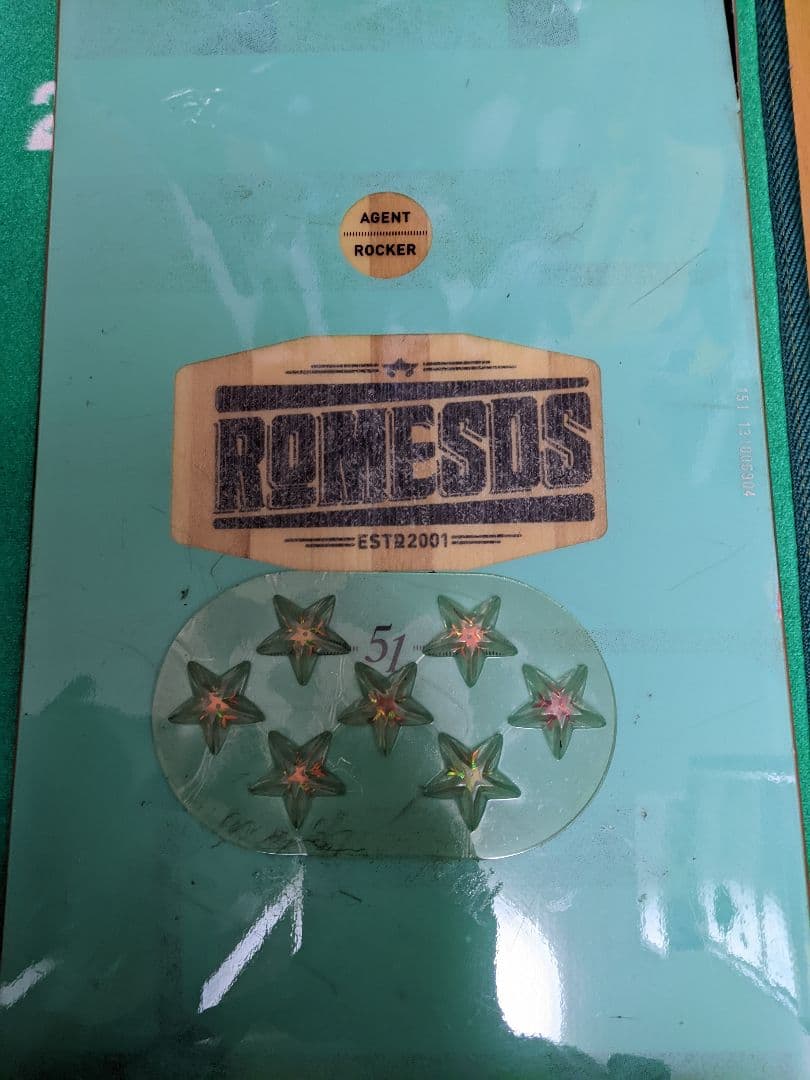 AGENT
ROCKER
ROMESDS
ESTD2001
51